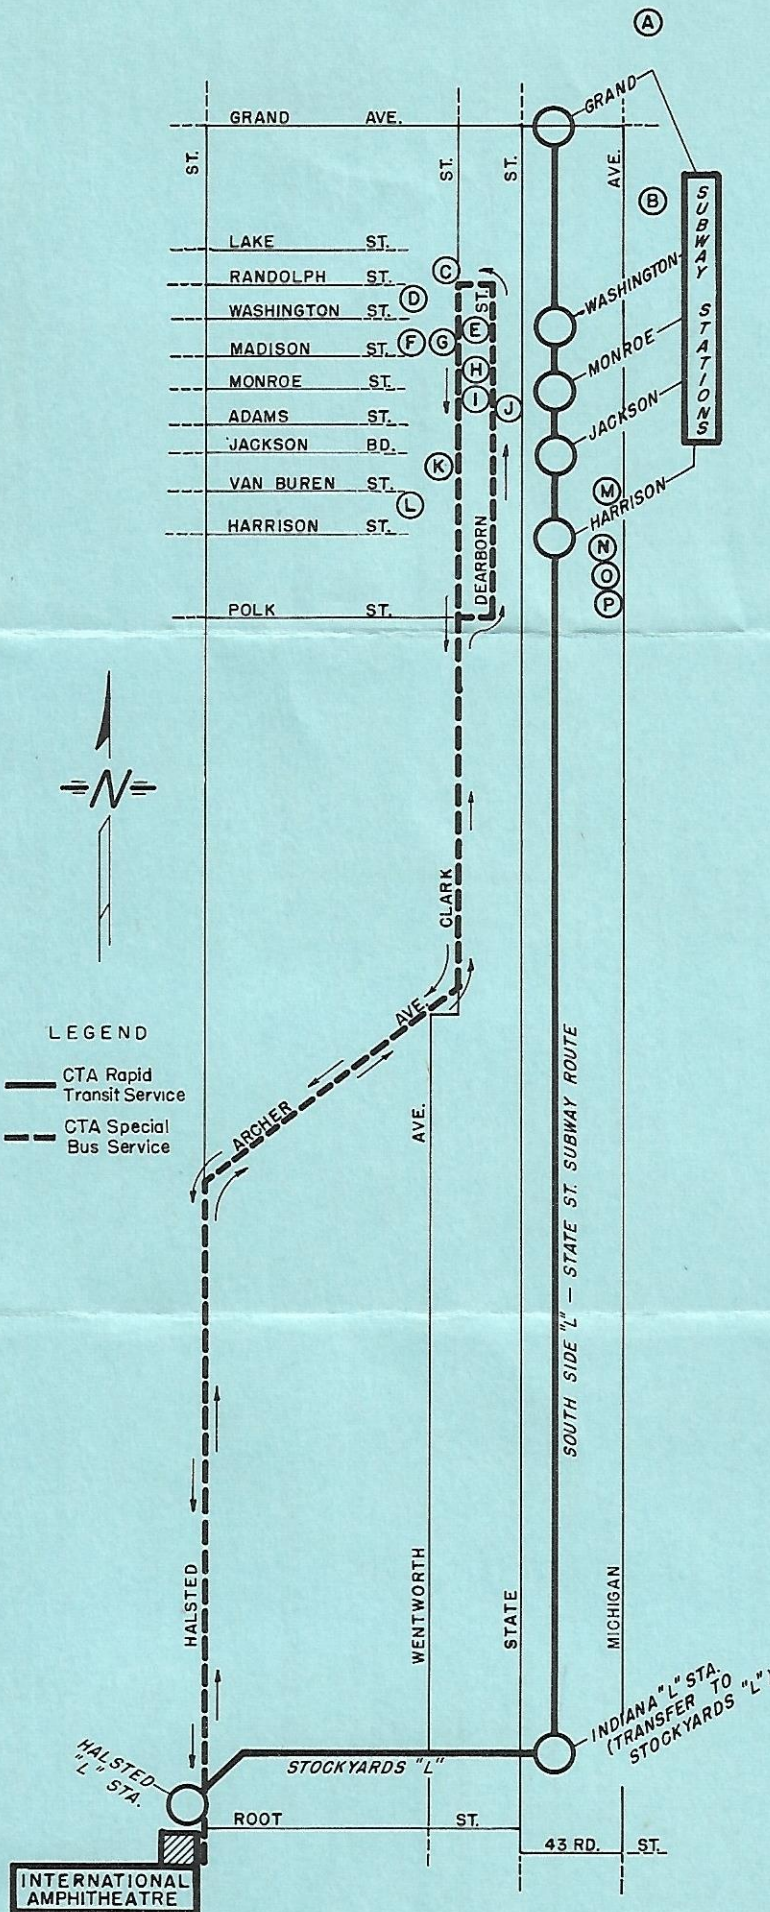 A
GRAND
GRAND AVE.
ST.
ST.
ST.
AVE.
B
SUBWAY STATIONS
LAKE ST.
C
RANDOLPH ST.
D
ST.
WASHINGTON ST.
WASHINGTON
E
F
G
MADISON ST.
MONROE
H
MONROE ST.
I
J
ADAMS ST.
JACKSON
JACKSON BD.
K
VAN BUREN ST.
L
M
HARRISON
HARRISON ST.
N
O
P
DEARBORN
POLK ST.
N
CLARK
AVE.
LEGEND
CTA Rapid
Transit Service
CTA Special
Bus Service
ARCHER
AVE.
SOUTH SIDE "L" — STATE ST. SUBWAY ROUTE
HALSTED
WENTWORTH
STATE
MICHIGAN
INDIANA "L" STA.
(TRANSFER TO
STOCKYARDS "L"
HALSTED
"L" STA.
STOCKYARDS "L"
ROOT ST.
43 RD. ST.
INTERNATIONAL
AMPHITHEATRE